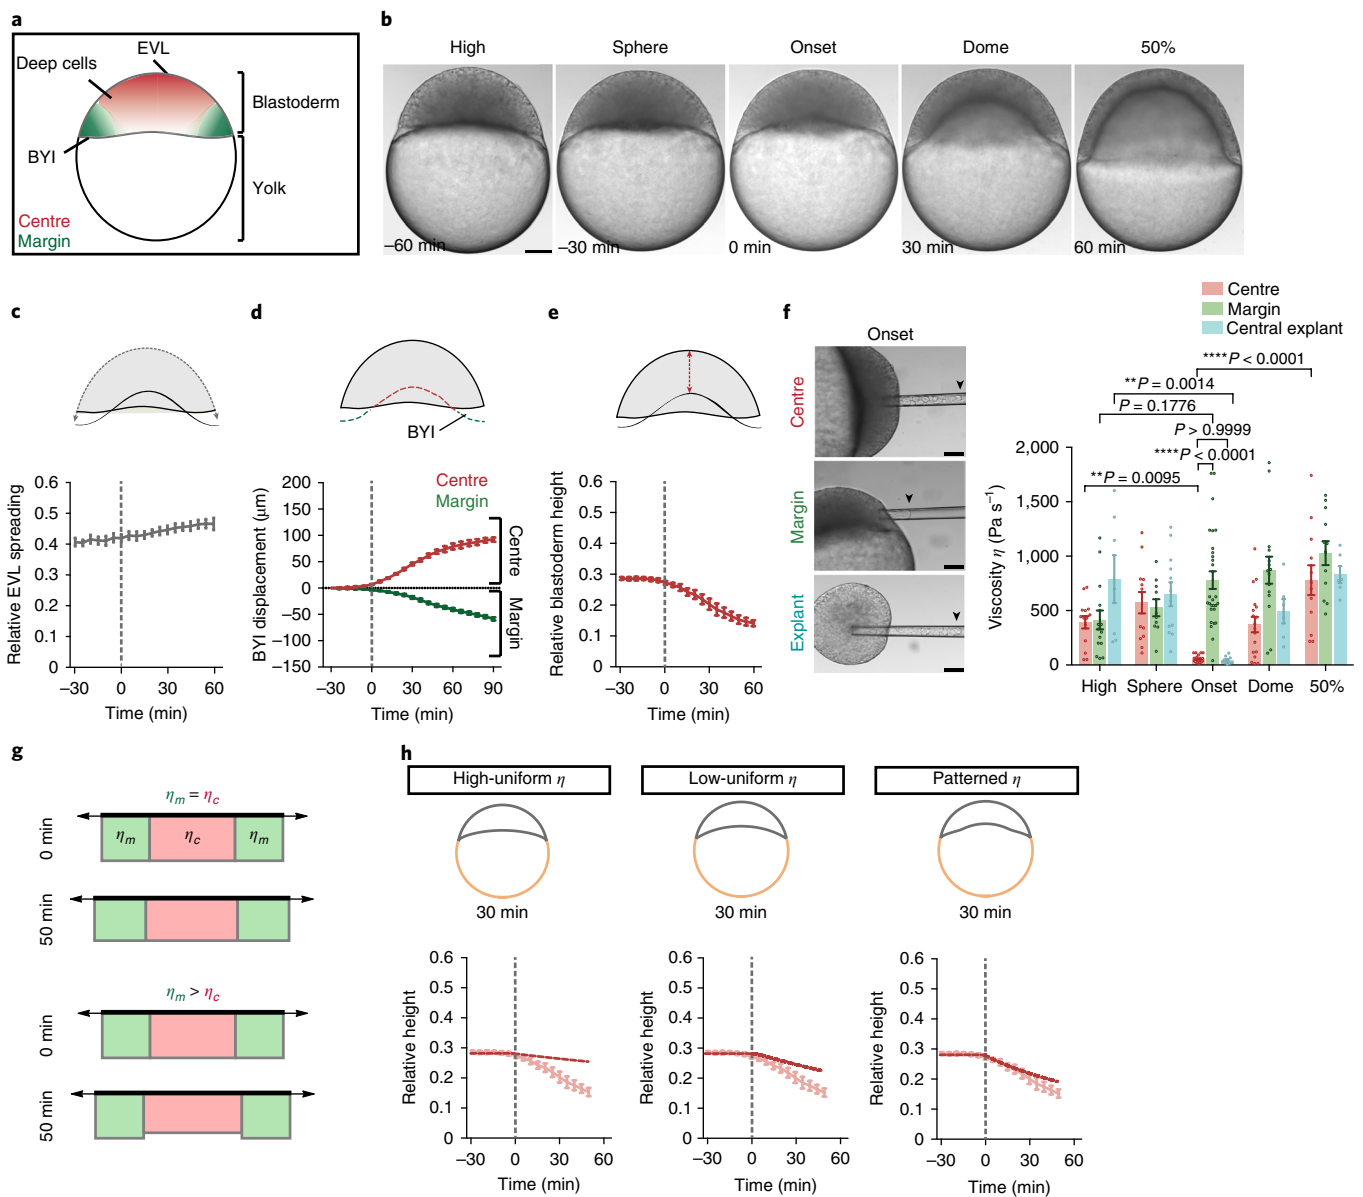 a
EVL
Deep cells
Blastoderm
BYI
Yolk
Centre
Margin
b
High Sphere Onset Dome 50%
–60 min –30 min 0 min 30 min 60 min
c
Relative EVL spreading
0.6
0.5
0.4
0.3
0.2
0.1
0
–30 0 30 60
Time (min)
d
BYI
BYI displacement (μm)
Centre
Margin
200
150
100
50
0
–50
–100
–150
Centre
Margin
–30 0 30 60 90
Time (min)
e
Relative blastoderm height
0.6
0.5
0.4
0.3
0.2
0.1
0
–30 0 30 60
Time (min)
f
Onset
Centre
Margin
Explant
Centre
Margin
Central explant
****P < 0.0001
**P = 0.0014
P = 0.1776
P > 0.9999
****P < 0.0001
**P = 0.0095
Viscosity η (Pa s⁻¹)
2,000
1,500
1,000
500
0
High Sphere Onset Dome 50%
g
ηm = ηc
0 min
ηm ηc ηm
50 min
ηm > ηc
0 min
50 min
h
High-uniform η Low-uniform η Patterned η
30 min 30 min 30 min
Relative height
0.6
0.5
0.4
0.3
0.2
0.1
0
–30 0 30 60
Time (min)
Relative height
0.6
0.5
0.4
0.3
0.2
0.1
0
–30 0 30 60
Time (min)
Relative height
0.6
0.5
0.4
0.3
0.2
0.1
0
–30 0 30 60
Time (min)